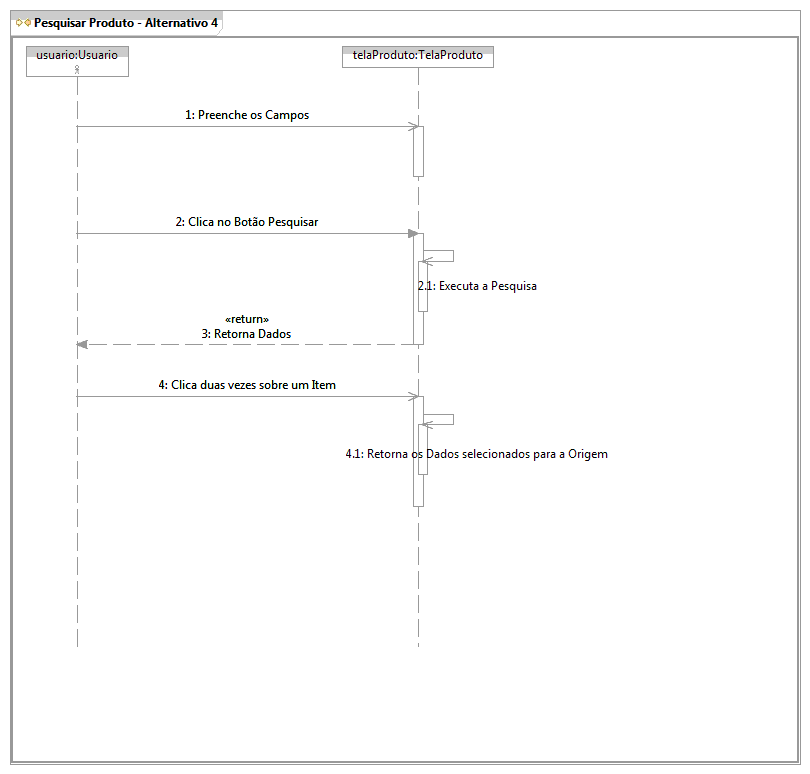 Pesquisar Produto - Alternativo 4
usuario:Usuario
telaProduto:TelaProduto
1: Preenche os Campos
2: Clica no Botão Pesquisar
2.1: Executa a Pesquisa
«return»
3: Retorna Dados
4: Clica duas vezes sobre um Item
4.1: Retorna os Dados selecionados para a Origem